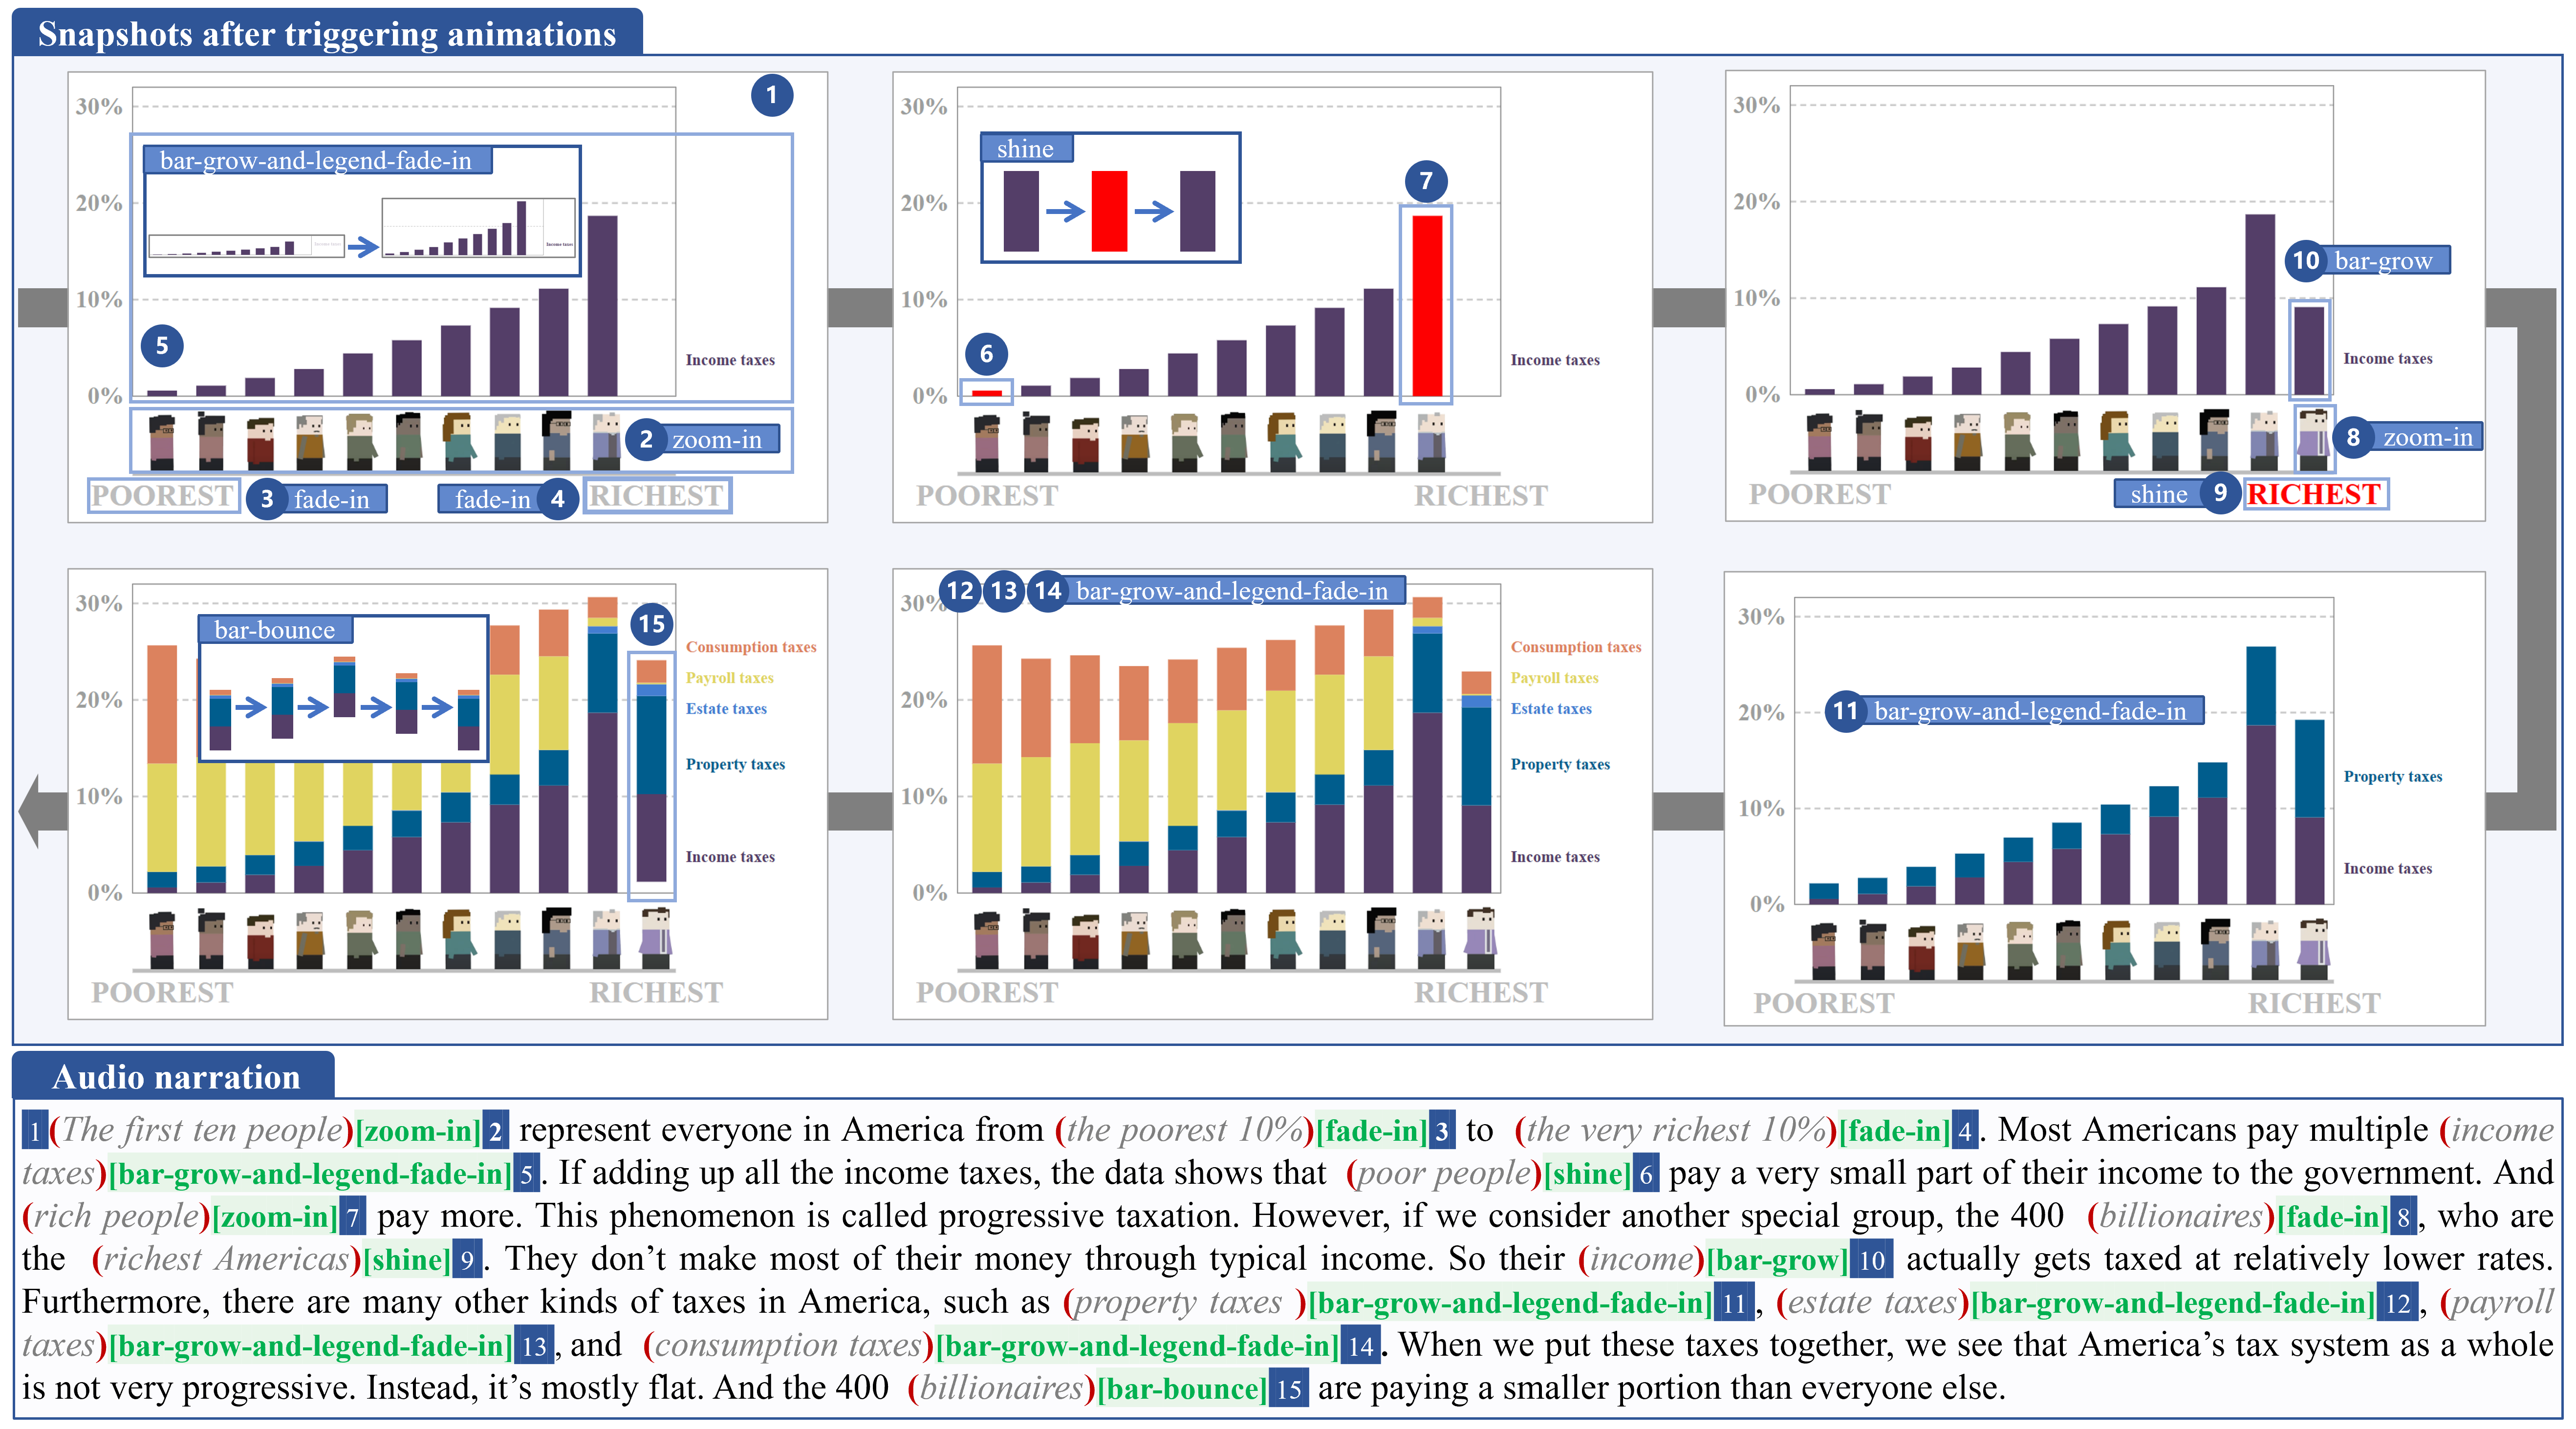 Snapshots after triggering animations
1
30%
20%
10%
0%
bar-grow-and-legend-fade-in
Income taxes
5
Income taxes
2 zoom-in
POOREST
3 fade-in
fade-in 4
RICHEST
30%
20%
10%
0%
shine
7
6
Income taxes
POOREST
RICHEST
30%
20%
10%
0%
10 bar-grow
Income taxes
8 zoom-in
POOREST
shine 9
RICHEST
30%
20%
10%
0%
bar-bounce
15
Consumption taxes
Payroll taxes
Estate taxes
Property taxes
Income taxes
POOREST
RICHEST
12 13 14 bar-grow-and-legend-fade-in
30%
20%
10%
0%
Consumption taxes
Payroll taxes
Estate taxes
Property taxes
Income taxes
POOREST
RICHEST
30%
20%
10%
0%
11 bar-grow-and-legend-fade-in
Property taxes
Income taxes
POOREST
RICHEST
Audio narration
1 (The first ten people)[zoom-in] 2 represent everyone in America from (the poorest 10%)[fade-in] 3 to (the very richest 10%)[fade-in] 4. Most Americans pay multiple (income
taxes)[bar-grow-and-legend-fade-in] 5. If adding up all the income taxes, the data shows that (poor people)[shine] 6 pay a very small part of their income to the government. And
(rich people)[zoom-in] 7 pay more. This phenomenon is called progressive taxation. However, if we consider another special group, the 400 (billionaires)[fade-in] 8, who are
the (richest Americas)[shine] 9. They don't make most of their money through typical income. So their (income)[bar-grow] 10 actually gets taxed at relatively lower rates.
Furthermore, there are many other kinds of taxes in America, such as (property taxes )[bar-grow-and-legend-fade-in] 11, (estate taxes)[bar-grow-and-legend-fade-in] 12, (payroll
taxes)[bar-grow-and-legend-fade-in] 13, and (consumption taxes)[bar-grow-and-legend-fade-in] 14. When we put these taxes together, we see that America's tax system as a whole
is not very progressive. Instead, it's mostly flat. And the 400 (billionaires)[bar-bounce] 15 are paying a smaller portion than everyone else.